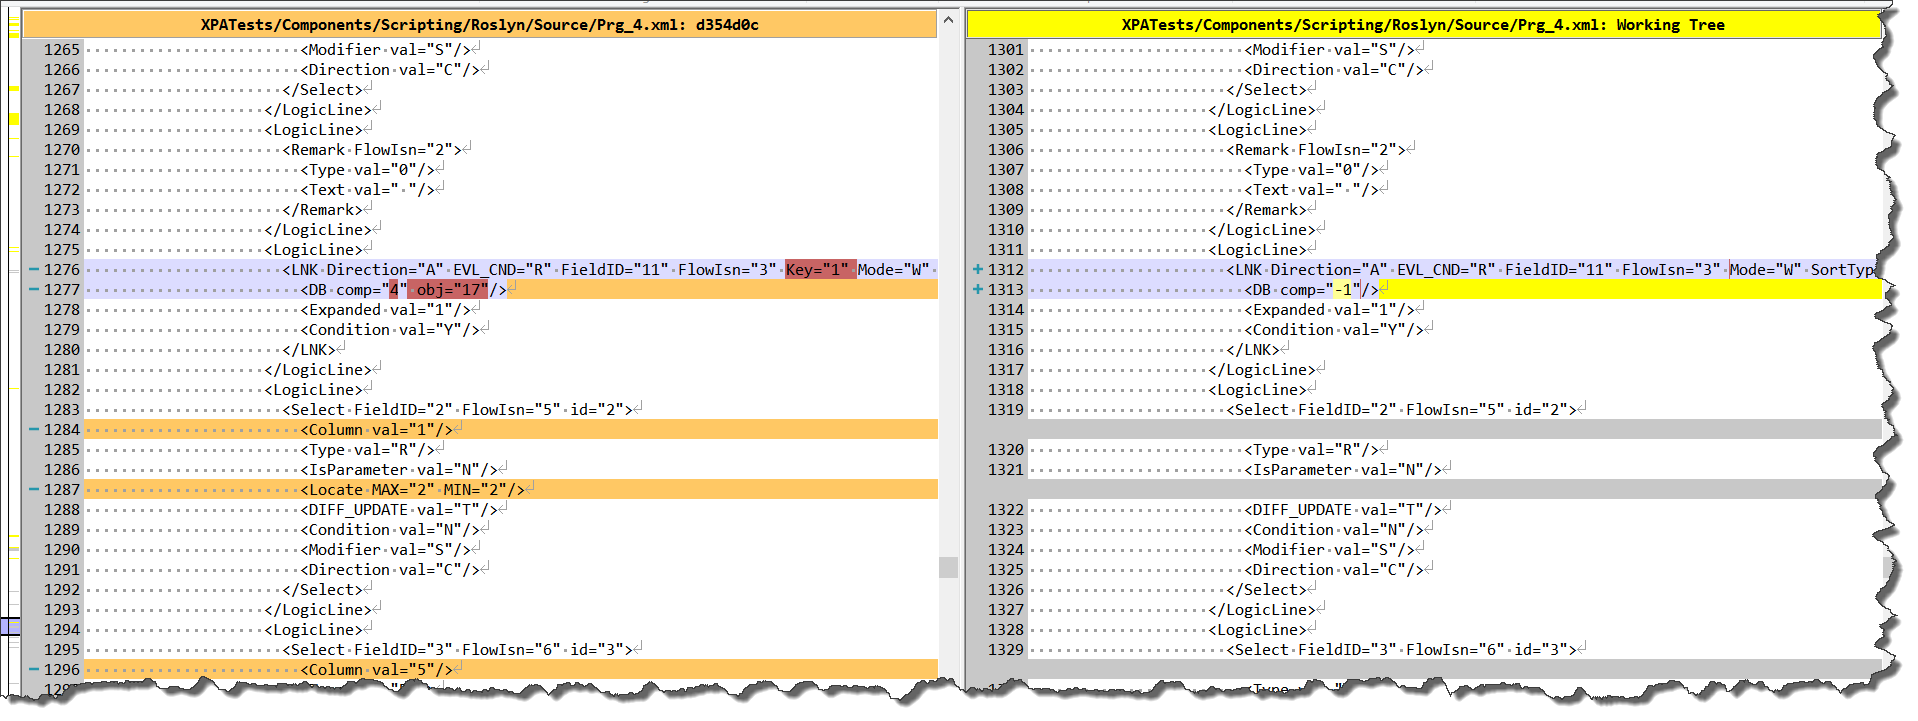 XPATests/Components/Scripting/Roslyn/Source/Prg_4.xml: d354d0c
1265 <Modifier val="S"/>
1266 <Direction val="C"/>
1267 </Select>
1268 </LogicLine>
1269 <LogicLine>
1270 <Remark FlowIsn="2">
1271 <Type val="0"/>
1272 <Text val=" "/>
1273 </Remark>
1274 </LogicLine>
1275 <LogicLine>
1276 <LNK Direction="A" EVL_CND="R" FieldID="11" FlowIsn="3" Key="1" Mode="W"
1277 <DB comp="4" obj="17"/>
1278 <Expanded val="1"/>
1279 <Condition val="Y"/>
1280 </LNK>
1281 </LogicLine>
1282 <LogicLine>
1283 <Select FieldID="2" FlowIsn="5" id="2">
1284 <Column val="1"/>
1285 <Type val="R"/>
1286 <IsParameter val="N"/>
1287 <Locate MAX="2" MIN="2"/>
1288 <DIFF_UPDATE val="T"/>
1289 <Condition val="N"/>
1290 <Modifier val="S"/>
1291 <Direction val="C"/>
1292 </Select>
1293 </LogicLine>
1294 <LogicLine>
1295 <Select FieldID="3" FlowIsn="6" id="3">
1296 <Column val="5"/>
XPATests/Components/Scripting/Roslyn/Source/Prg_4.xml: Working Tree
1301 <Modifier val="S"/>
1302 <Direction val="C"/>
1303 </Select>
1304 </LogicLine>
1305 <LogicLine>
1306 <Remark FlowIsn="2">
1307 <Type val="0"/>
1308 <Text val=" "/>
1309 </Remark>
1310 </LogicLine>
1311 <LogicLine>
1312 <LNK Direction="A" EVL_CND="R" FieldID="11" FlowIsn="3" Mode="W" SortTyp
1313 <DB comp="-1"/>
1314 <Expanded val="1"/>
1315 <Condition val="Y"/>
1316 </LNK>
1317 </LogicLine>
1318 <LogicLine>
1319 <Select FieldID="2" FlowIsn="5" id="2">
1320 <Type val="R"/>
1321 <IsParameter val="N"/>
1322 <DIFF_UPDATE val="T"/>
1323 <Condition val="N"/>
1324 <Modifier val="S"/>
1325 <Direction val="C"/>
1326 </Select>
1327 </LogicLine>
1328 <LogicLine>
1329 <Select FieldID="3" FlowIsn="6" id="3">